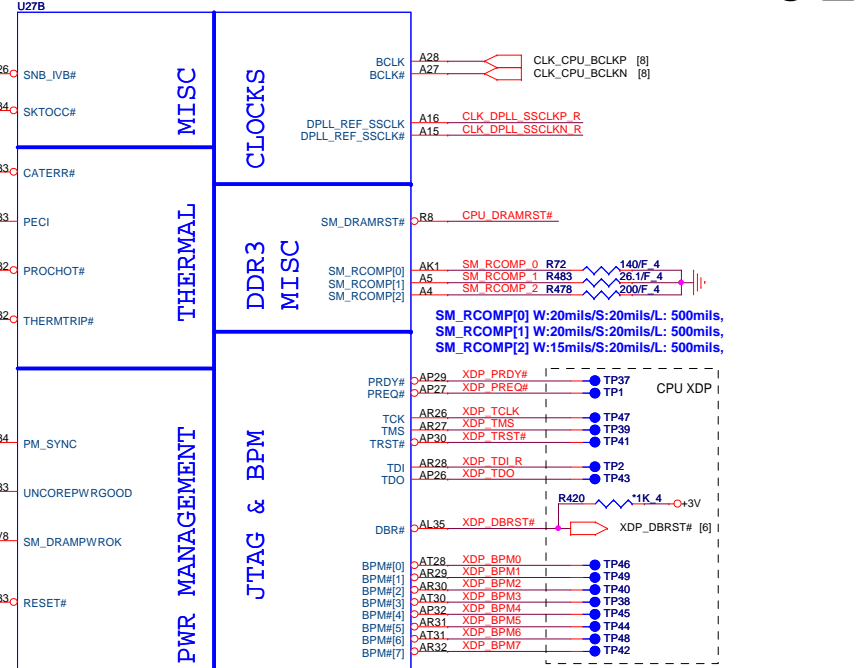 U27B
SNB_IVB#
SKTOCC#
MISC
CATERR#
PECI
PROCHOT#
THERMTRIP#
THERMAL
PM_SYNC
UNCOREPWRGOOD
SM_DRAMPWROK
RESET#
PWR MANAGEMENT
CLOCKS
BCLK A28 CLK_CPU_BCLKP [8]
BCLK# A27 CLK_CPU_BCLKN [8]
DPLL_REF_SSCLK A16 CLK_DPLL_SSCLKP_R
DPLL_REF_SSCLK# A15 CLK_DPLL_SSCLKN_R
DDR3
MISC
SM_DRAMRST# R8 CPU_DRAMRST#
SM_RCOMP[0] AK1 SM_RCOMP_0 R72 140/F_4
SM_RCOMP[1] A5 SM_RCOMP_1 R483 26.1/F_4
SM_RCOMP[2] A4 SM_RCOMP_2 R478 200/F_4
SM_RCOMP[0] W:20mils/S:20mils/L: 500mils,
SM_RCOMP[1] W:20mils/S:20mils/L: 500mils,
SM_RCOMP[2] W:15mils/S:20mils/L: 500mils,
JTAG & BPM
CPU XDP
PRDY# AP29 XDP_PRDY# TP37
PREQ# AP27 XDP_PREQ# TP1
TCK AR26 XDP_TCLK TP47
TMS AR27 XDP_TMS TP39
TRST# AP30 XDP_TRST# TP41
TDI AR28 XDP_TDI_R TP2
TDO AP26 XDP_TDO TP43
R420 *1K_4 +3V
DBR# AL35 XDP_DBRST# XDP_DBRST# [6]
BPM#[0] AT28 XDP_BPM0 TP46
BPM#[1] AR29 XDP_BPM1 TP49
BPM#[2] AR30 XDP_BPM2 TP40
BPM#[3] AT30 XDP_BPM3 TP38
BPM#[4] AP32 XDP_BPM4 TP45
BPM#[5] AR31 XDP_BPM5 TP44
BPM#[6] AT31 XDP_BPM6 TP48
BPM#[7] AR32 XDP_BPM7 TP42